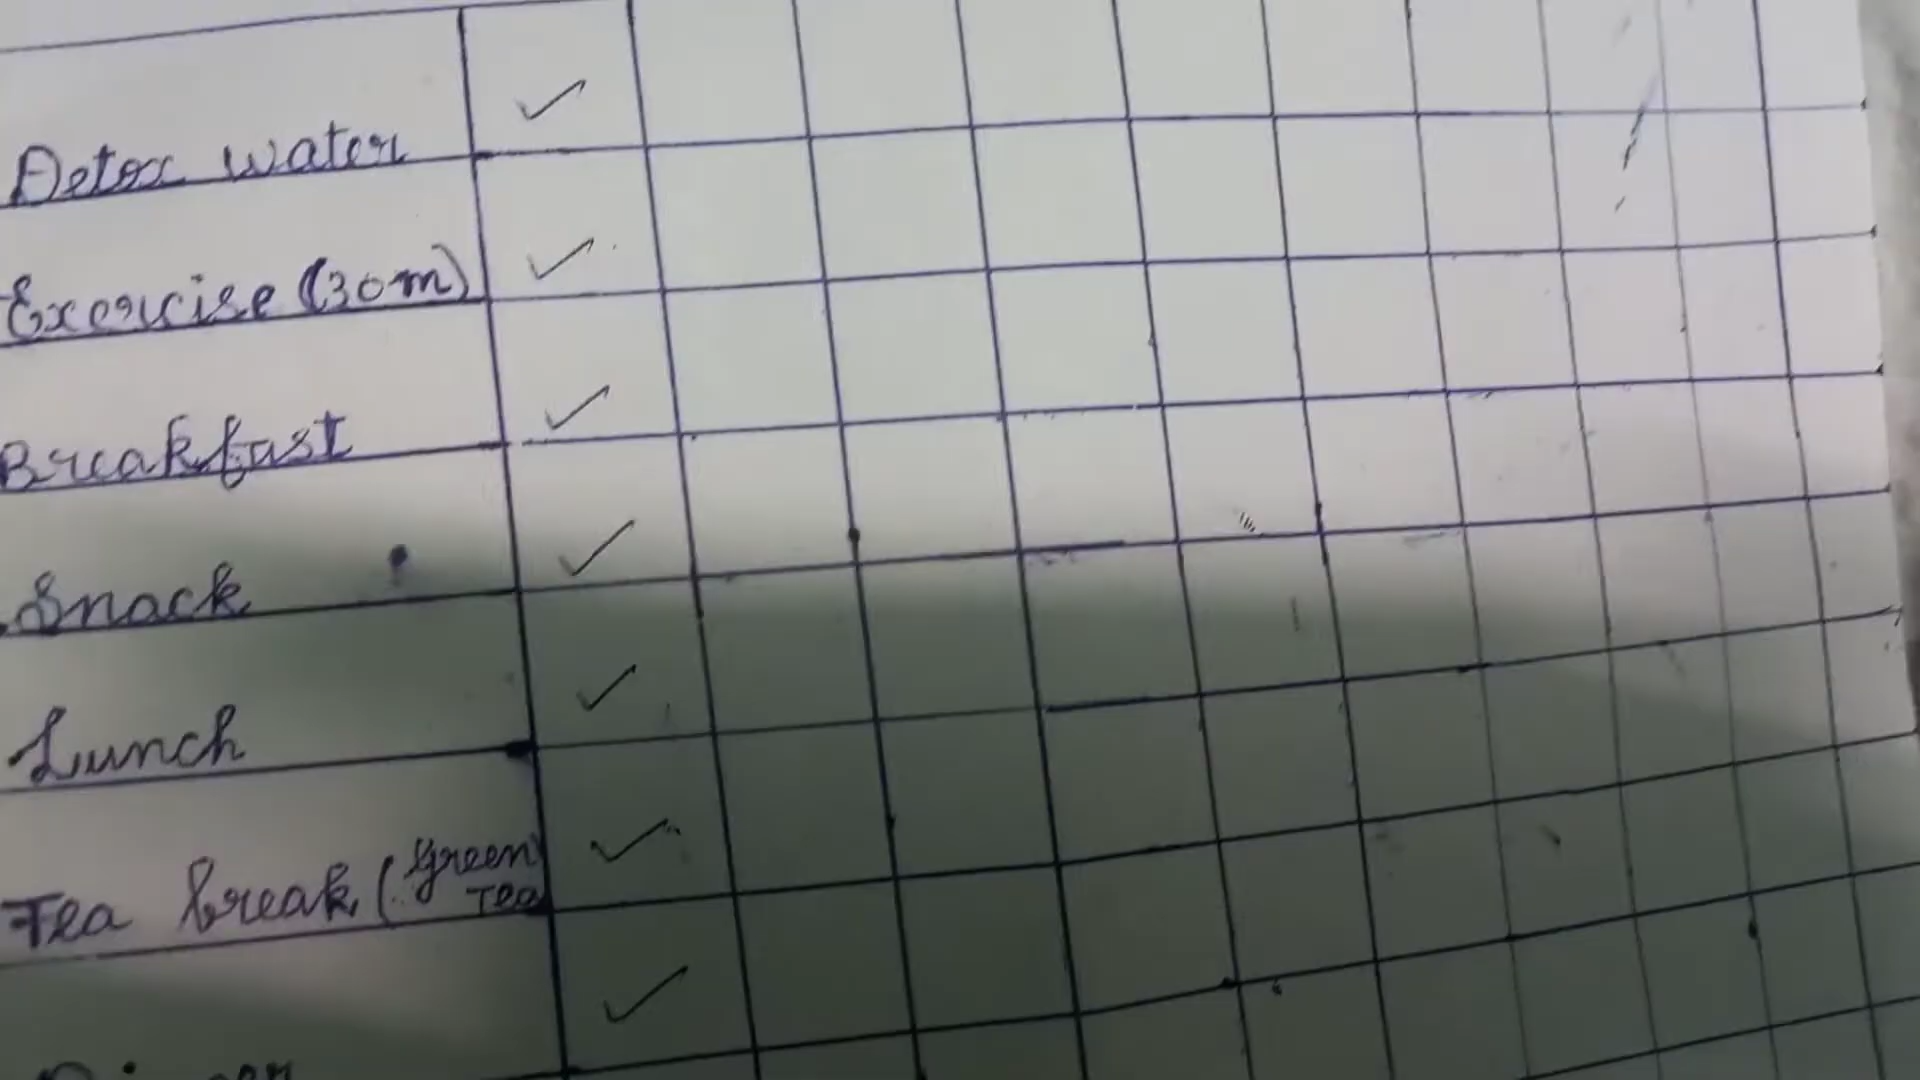 Detox water ✓
Exercise (30m) ✓
Breakfast ✓
Snack ✓
Lunch ✓
Tea break (green Tea ✓
✓